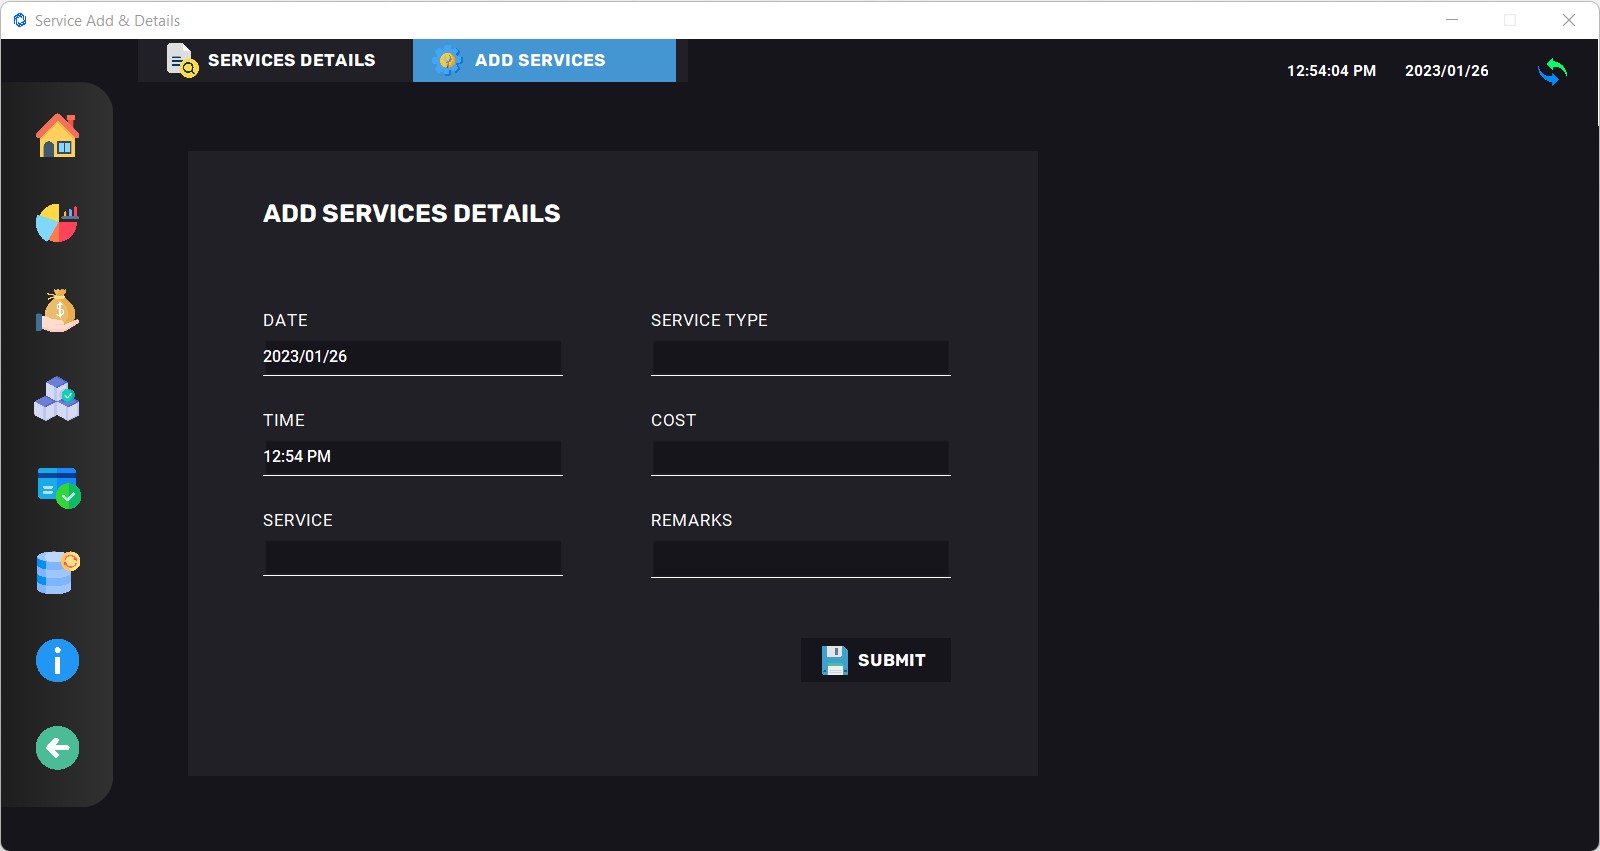 Service Add & Details
SERVICES DETAILS
ADD SERVICES
12:54:04 PM
2023/01/26
ADD SERVICES DETAILS
DATE
2023/01/26
SERVICE TYPE
TIME
12:54 PM
COST
SERVICE
REMARKS
SUBMIT